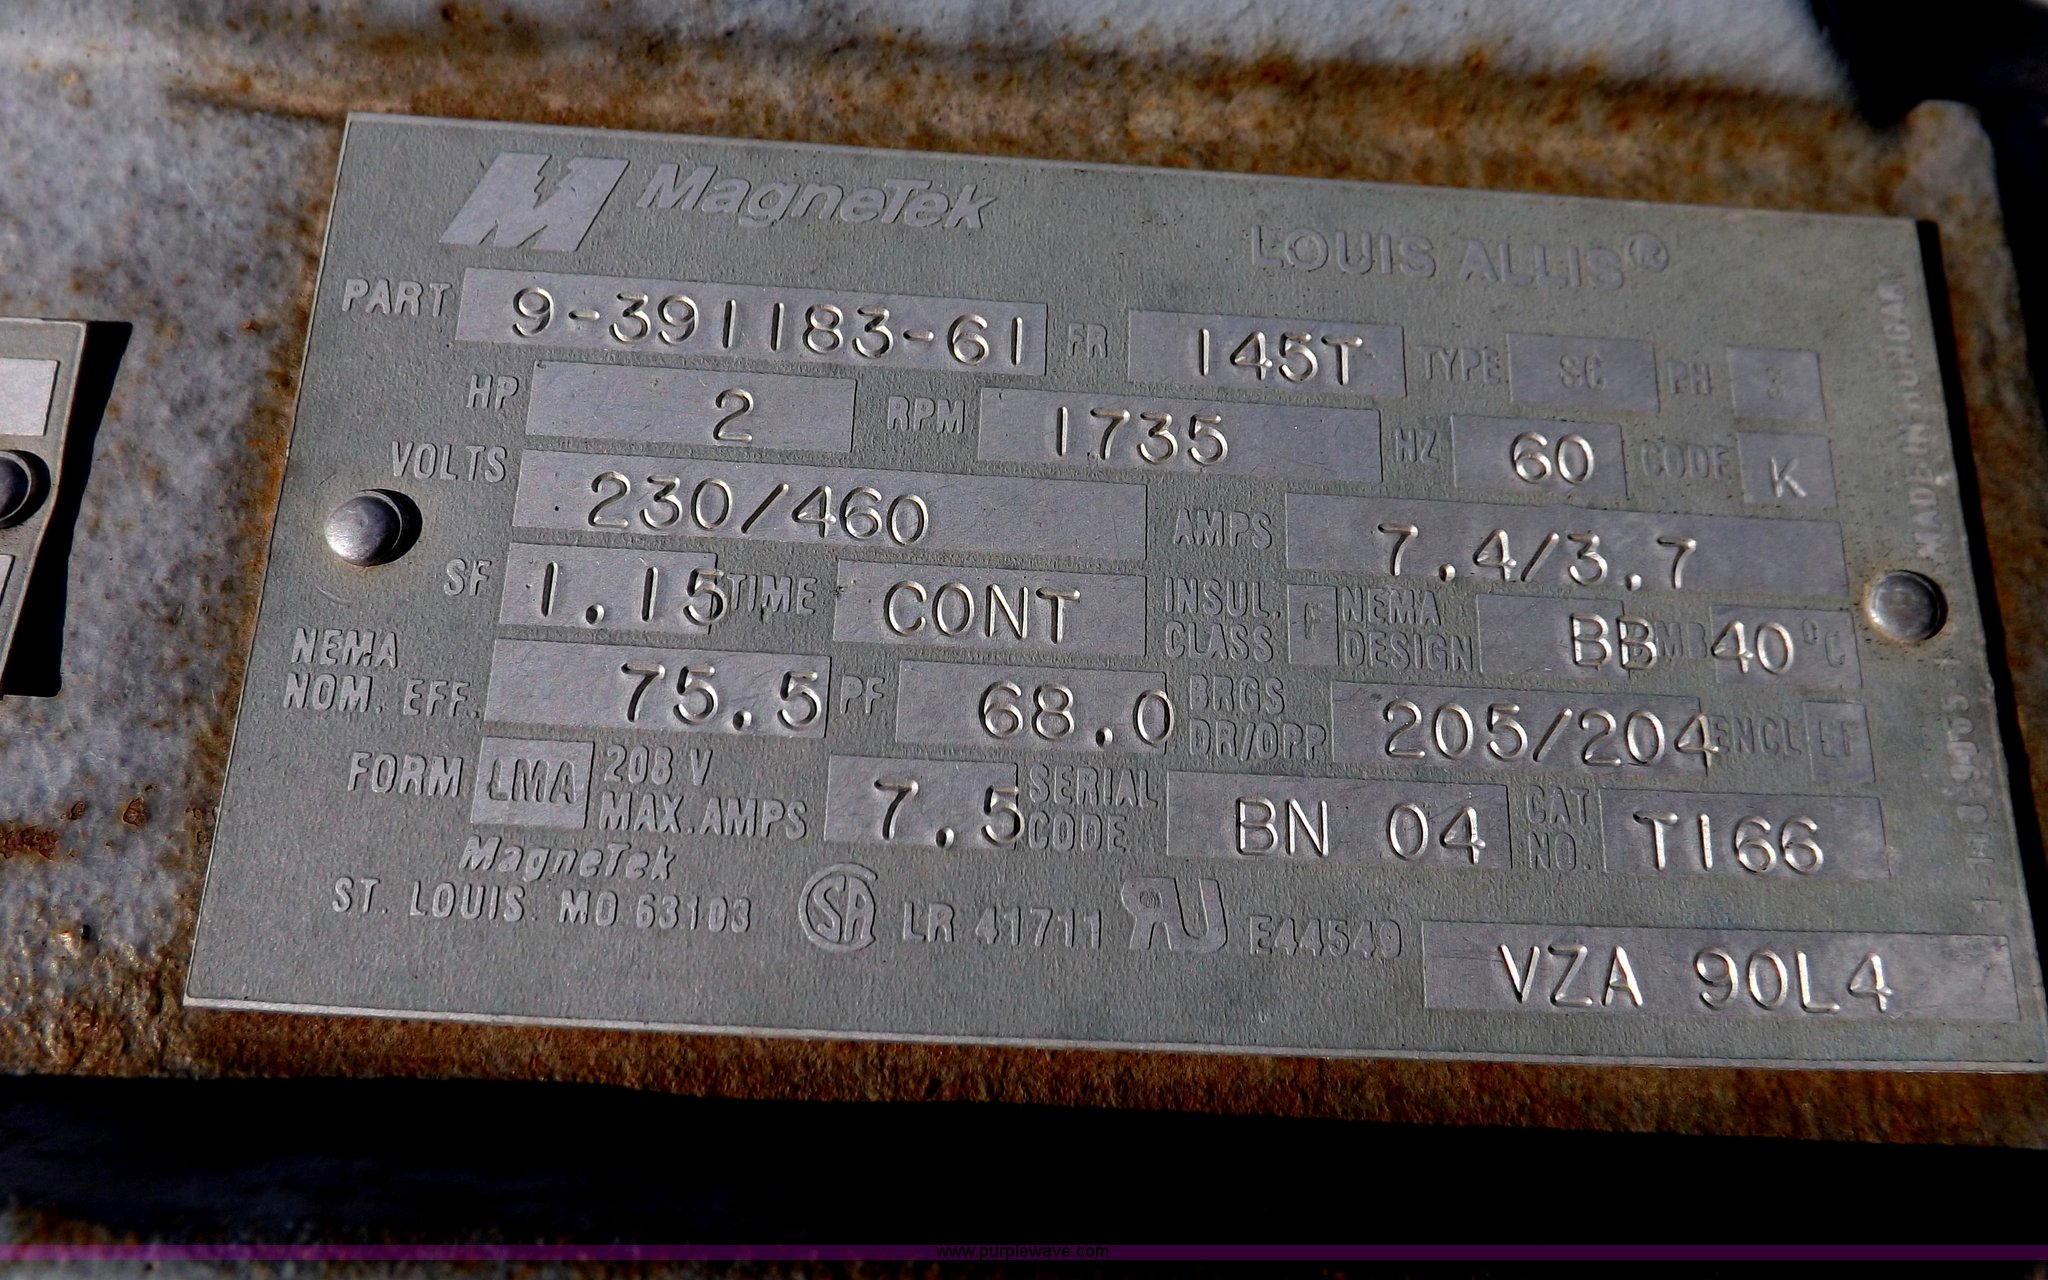 MagneTek
LOUIS ALLIS®
PART 9-391183-61 FR 145T TYPE SC PH 3
HP 2 RPM 1735 HZ 60 CODE K
VOLTS 230/460 AMPS 7.4/3.7
SF 1.15 TIME CONT INSUL. CLASS F NEMA DESIGN BB AMB 40°C
NEMA NOM. EFF. 75.5 PF 68.0 BRGS DR/OPP 205/204 ENCL
FORM LMA 208 V MAX. AMPS 7.5 SERIAL CODE BN 04 CAT NO. T166
MagneTek
ST. LOUIS MO 63103 SA LR 41711 RU E44549
VZA 90L4
MADE IN HUNGARY
www.purplewave.com